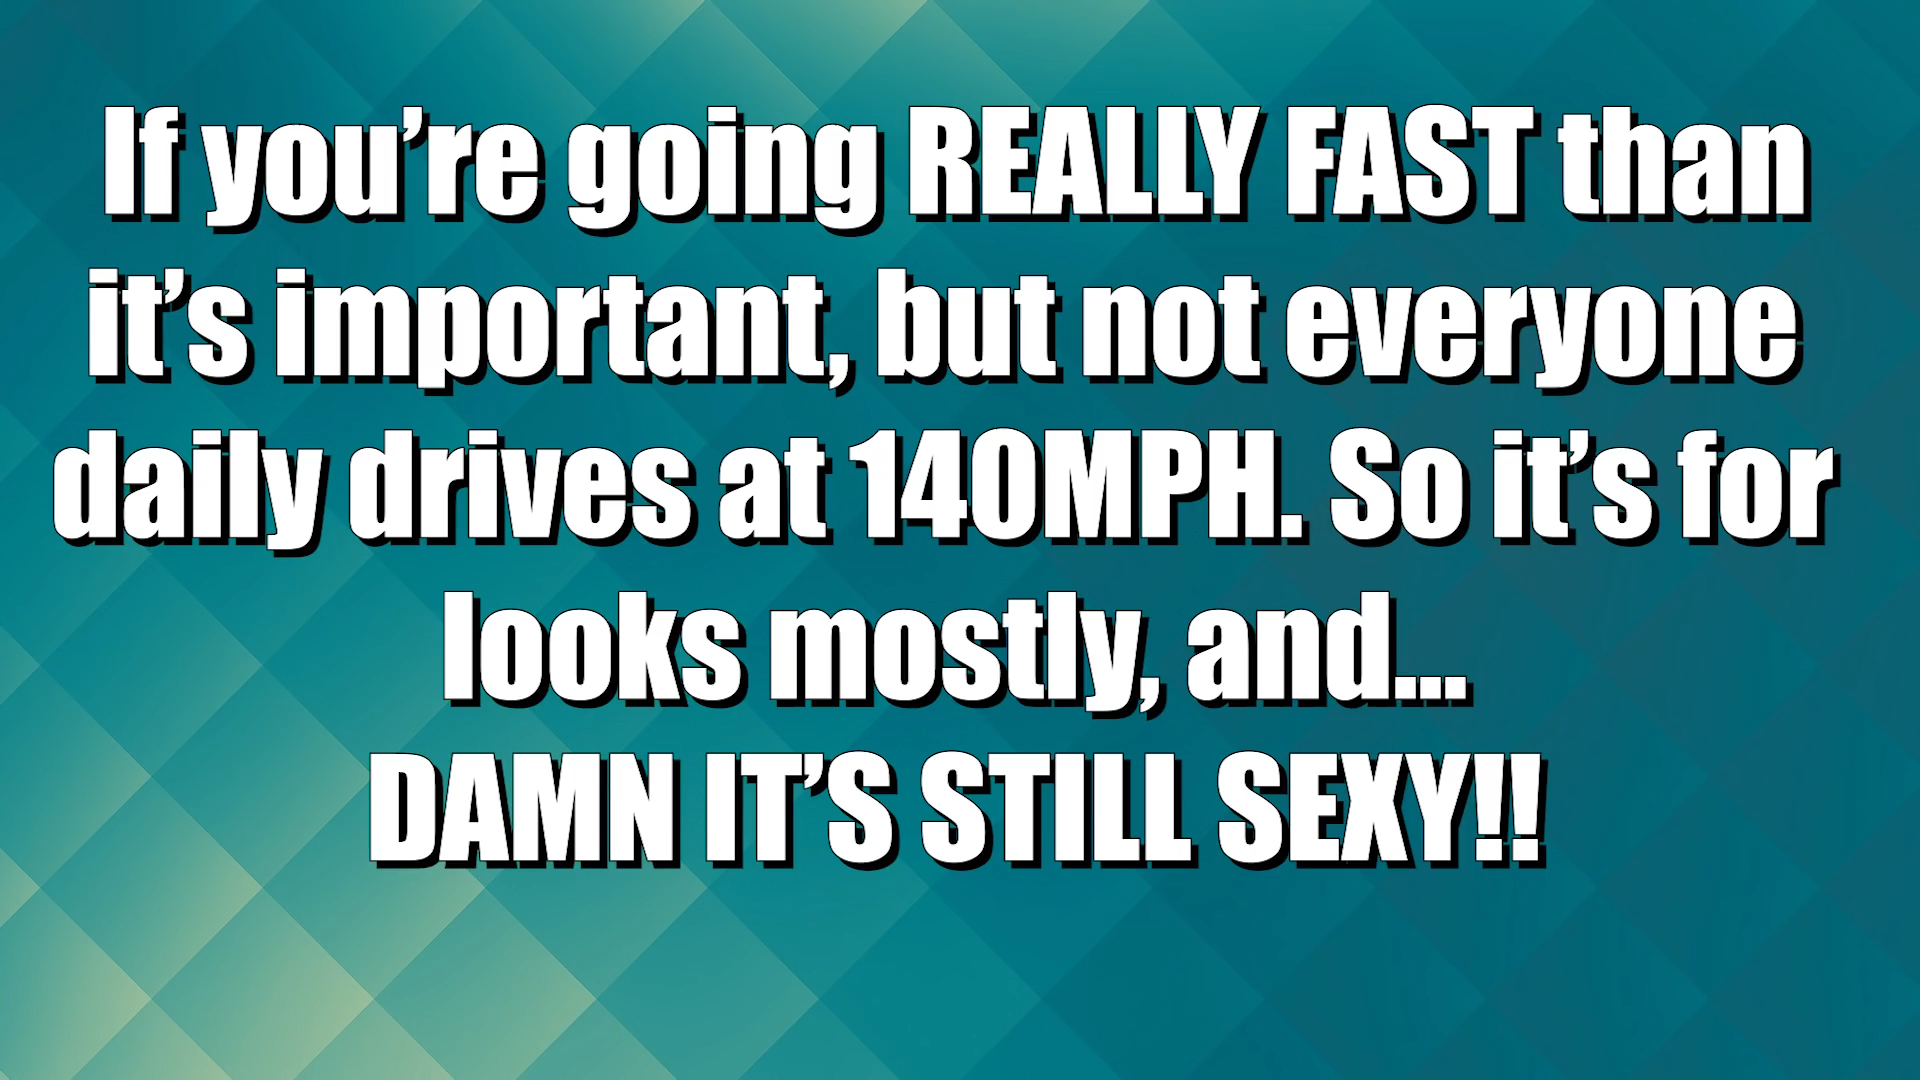 If you’re going REALLY FAST than
it’s important, but not everyone
daily drives at 140MPH. So it’s for
looks mostly, and...
DAMN IT’S STILL SEXY!!